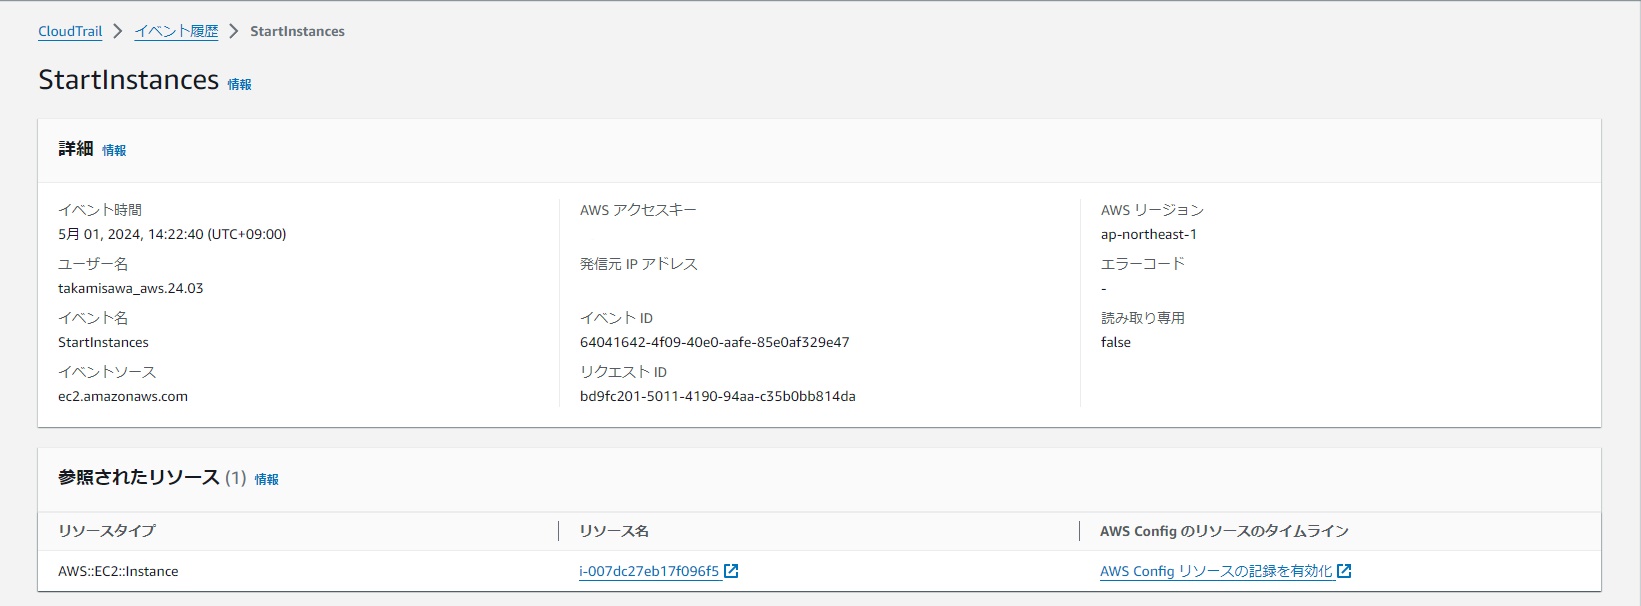 CloudTrail > イベント履歴 > StartInstances
StartInstances 情報
詳細 情報
イベント時間
5月 01, 2024, 14:22:40 (UTC+09:00)
ユーザー名
takamisawa_aws.24.03
イベント名
StartInstances
イベントソース
ec2.amazonaws.com
AWS アクセスキー
発信元 IP アドレス
イベント ID
64041642-4f09-40e0-aafe-85e0af329e47
リクエスト ID
bd9fc201-5011-4190-94aa-c35b0bb814da
AWS リージョン
ap-northeast-1
エラーコード
-
読み取り専用
false
参照されたリソース (1) 情報
リソースタイプ リソース名 AWS Config のリソースのタイムライン
AWS::EC2::Instance i-007dc27eb17f096f5 AWS Config リソースの記録を有効化